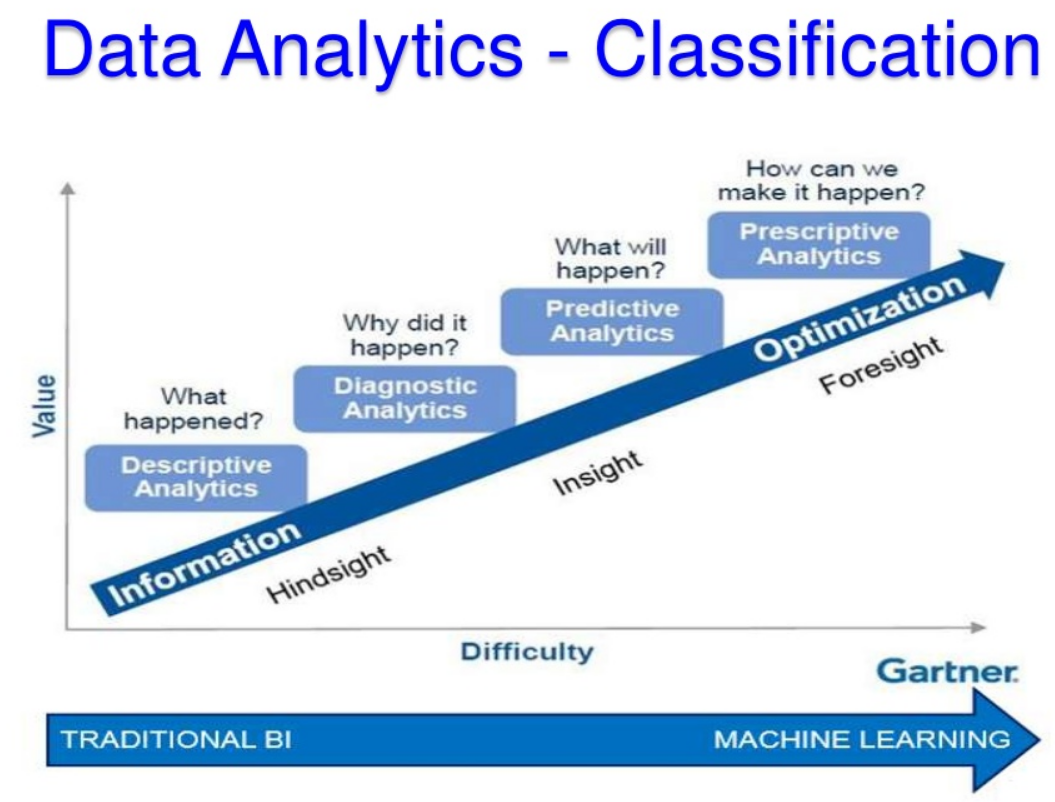 Data Analytics - Classification
How can we
make it happen?
Prescriptive
Analytics
What will
happen?
Predictive
Analytics
Optimization
Foresight
Why did it
happen?
Diagnostic
Analytics
Insight
What
happened?
Descriptive
Analytics
Information
Hindsight
Value
Difficulty
Gartner.
TRADITIONAL BI
MACHINE LEARNING